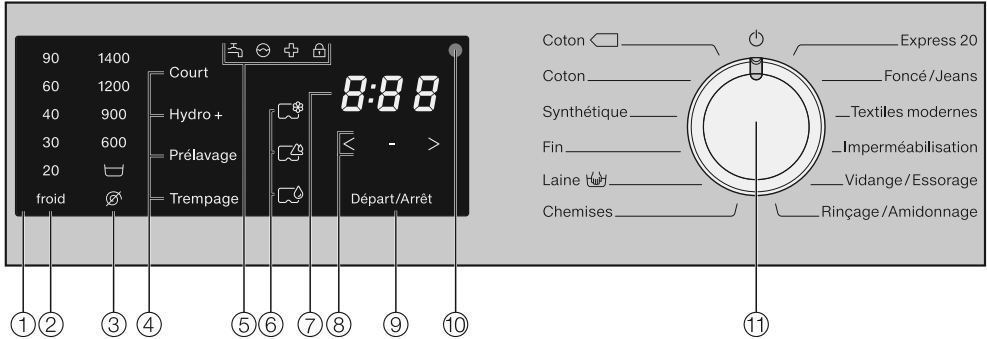 90 1400
60 1200
40 900
30 600
20
froid
Court
Hydro +
Prélavage
Trempage
8:88
< - >
Départ/Arrêt
Coton
Coton
Synthétique
Fin
Laine
Chemises
Express 20
Foncé/Jeans
Textiles modernes
Imperméabilisation
Vidange/Essorage
Rinçage/Amidonnage
① ② ③ ④ ⑤ ⑥ ⑦ ⑧ ⑨ ⑩ ⑪